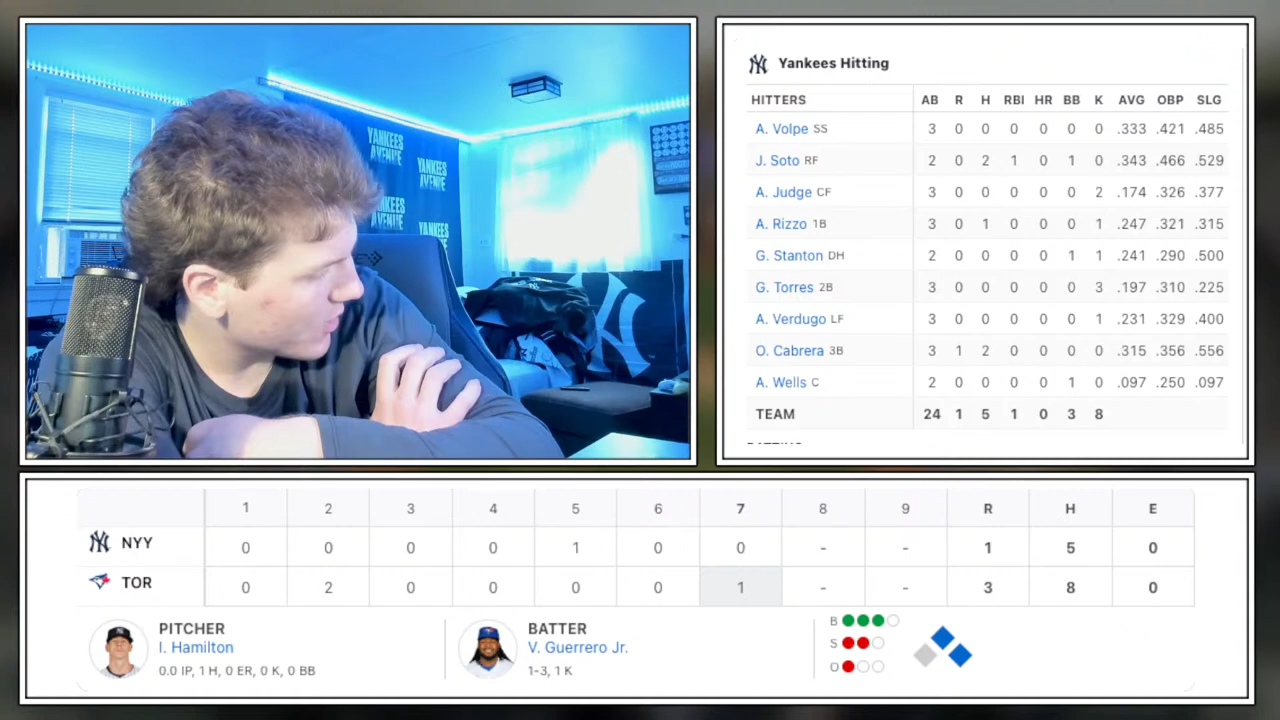 YANKEES AVENUE
YANKEES AVENUE
YANKEES AVENUE
YANKEES AVENUE
Yankees Hitting
HITTERS AB R H RBI HR BB K AVG OBP SLG
A. Volpe SS 3 0 0 0 0 0 0 .333 .421 .485
J. Soto RF 2 0 2 1 0 1 0 .343 .466 .529
A. Judge CF 3 0 0 0 0 0 2 .174 .326 .377
A. Rizzo 1B 3 0 1 0 0 0 1 .247 .321 .315
G. Stanton DH 2 0 0 0 0 1 1 .241 .290 .500
G. Torres 2B 3 0 0 0 0 0 3 .197 .310 .225
A. Verdugo LF 3 0 0 0 0 0 1 .231 .329 .400
O. Cabrera 3B 3 1 2 0 0 0 0 .315 .356 .556
A. Wells C 2 0 0 0 0 1 0 .097 .250 .097
TEAM 24 1 5 1 0 3 8
1 2 3 4 5 6 7 8 9 R H E
NYY 0 0 0 0 1 0 0 - - 1 5 0
TOR 0 2 0 0 0 0 1 - - 3 8 0
PITCHER
I. Hamilton
0.0 IP, 1 H, 0 ER, 0 K, 0 BB
BATTER
V. Guerrero Jr.
1-3, 1 K
B
S
O